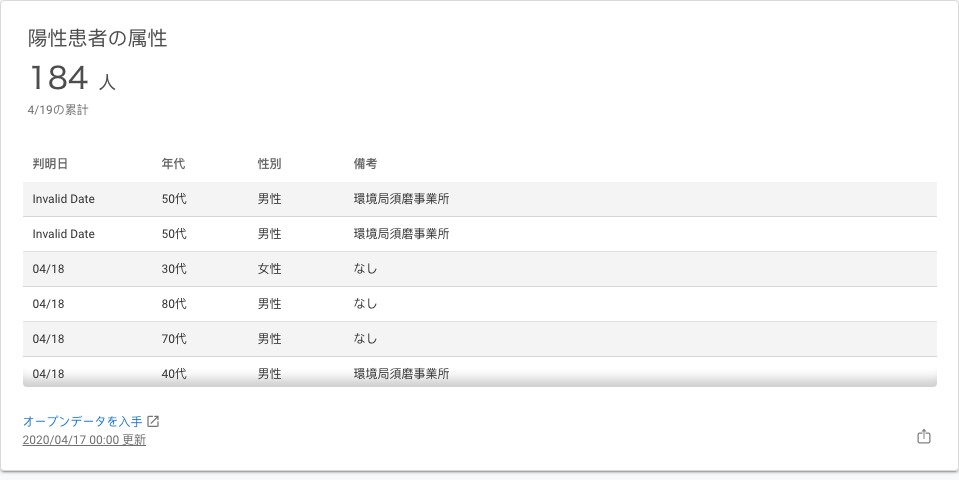 陽性患者の属性
184 人
4/19の累計
判明日 年代 性別 備考
Invalid Date 50代 男性 環境局須磨事業所
Invalid Date 50代 男性 環境局須磨事業所
04/18 30代 女性 なし
04/18 80代 男性 なし
04/18 70代 男性 なし
04/18 40代 男性 環境局須磨事業所
オープンデータを入手
2020/04/17 00:00 更新